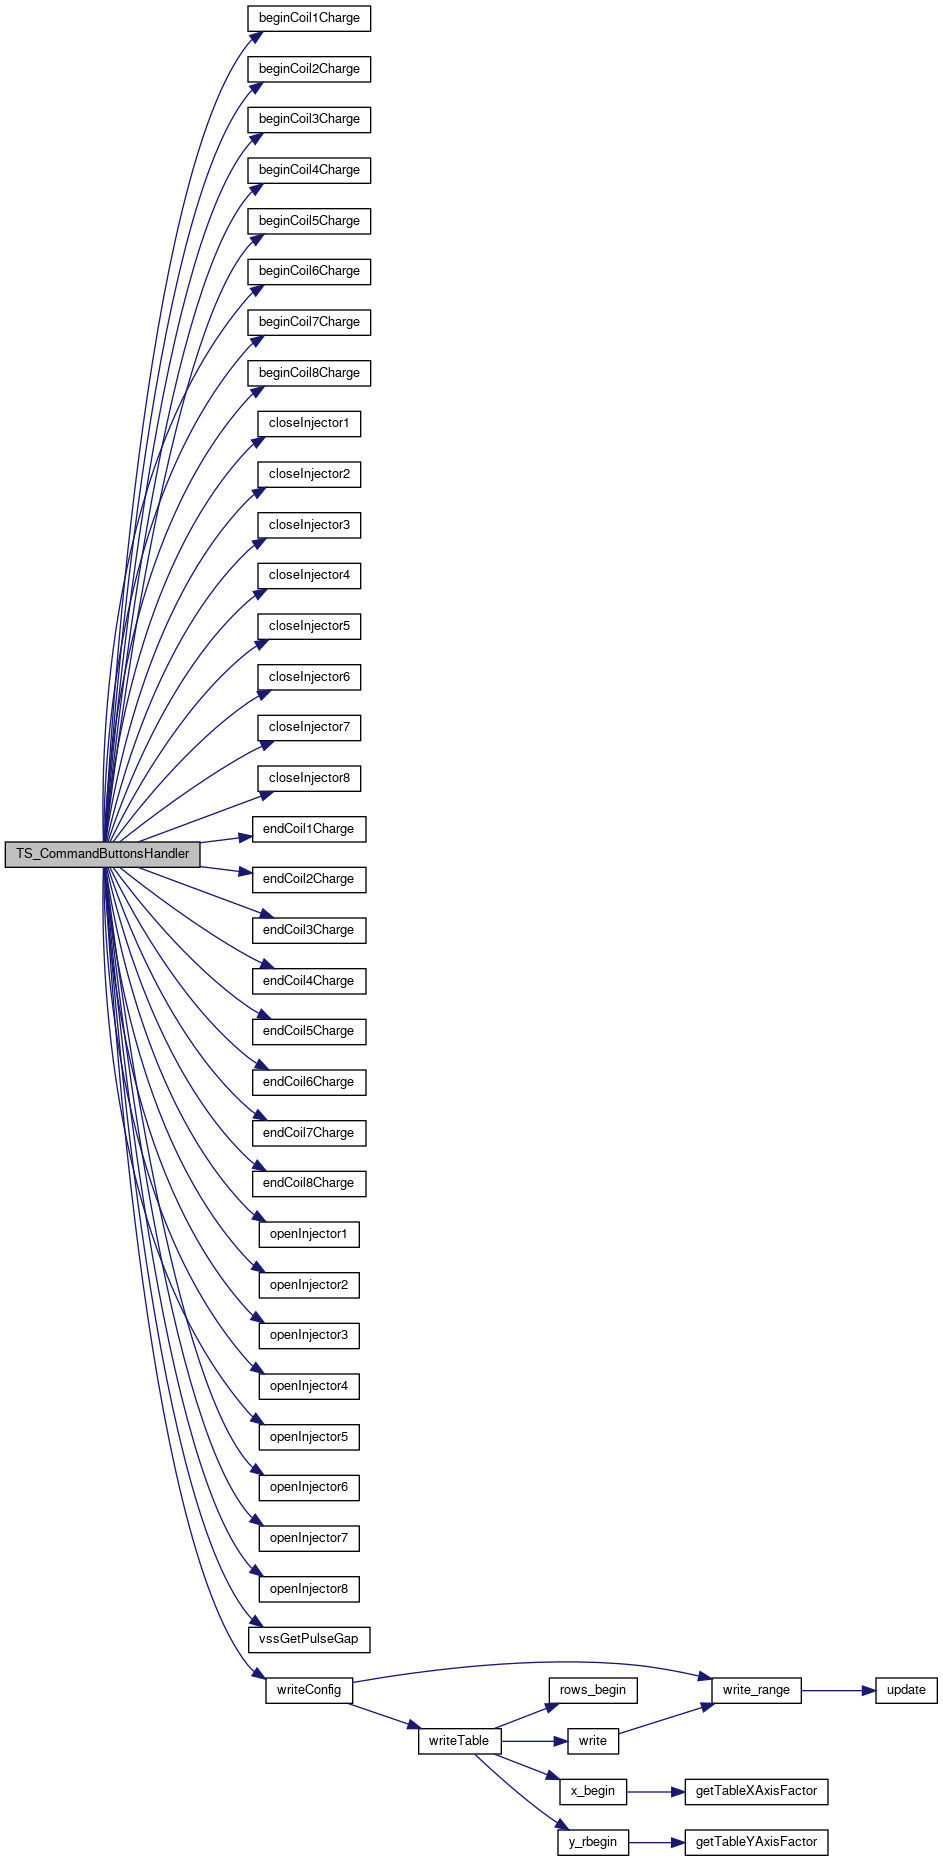 beginCoil1Charge
beginCoil2Charge
beginCoil3Charge
beginCoil4Charge
beginCoil5Charge
beginCoil6Charge
beginCoil7Charge
beginCoil8Charge
closeInjector1
closeInjector2
closeInjector3
closeInjector4
closeInjector5
closeInjector6
closeInjector7
closeInjector8
endCoil1Charge
TS_CommandButtonsHandler
endCoil2Charge
endCoil3Charge
endCoil4Charge
endCoil5Charge
endCoil6Charge
endCoil7Charge
endCoil8Charge
openInjector1
openInjector2
openInjector3
openInjector4
openInjector5
openInjector6
openInjector7
openInjector8
vssGetPulseGap
writeConfig
rows_begin
write_range
update
writeTable
write
x_begin
getTableXAxisFactor
y_rbegin
getTableYAxisFactor